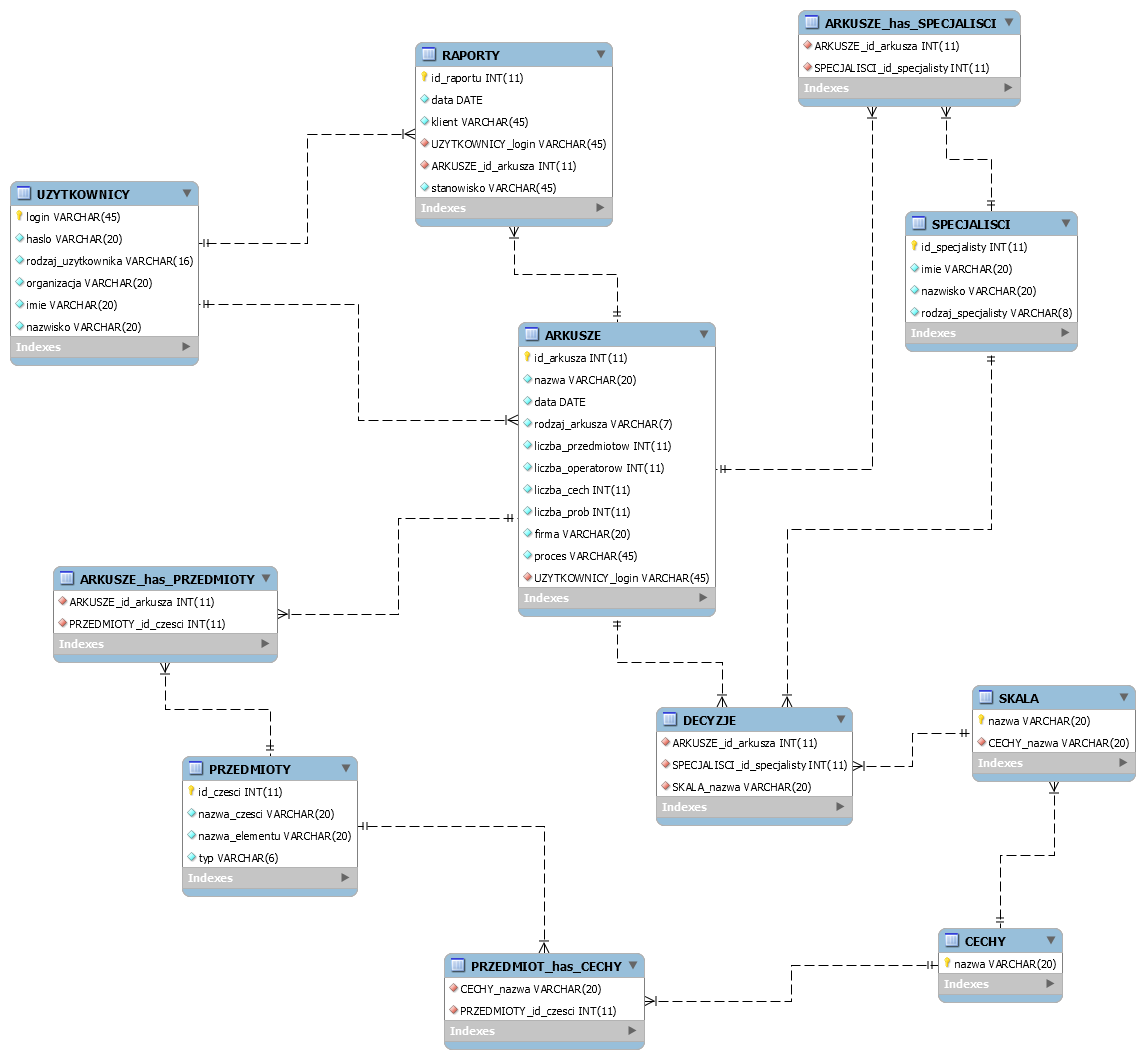 ARKUSZE_has_SPECJALISCI
ARKUSZE_id_arkusza INT(11)
SPECJALISCI_id_specjalisty INT(11)
Indexes
RAPORTY
id_raportu INT(11)
data DATE
klient VARCHAR(45)
UZYTKOWNICY_login VARCHAR(45)
ARKUSZE_id_arkusza INT(11)
stanowisko VARCHAR(45)
Indexes
UZYTKOWNICY
login VARCHAR(45)
haslo VARCHAR(20)
rodzaj_uzytkownika VARCHAR(16)
organizacja VARCHAR(20)
imie VARCHAR(20)
nazwisko VARCHAR(20)
Indexes
SPECJALISCI
id_specjalisty INT(11)
imie VARCHAR(20)
nazwisko VARCHAR(20)
rodzaj_specjalisty VARCHAR(8)
Indexes
ARKUSZE
id_arkusza INT(11)
nazwa VARCHAR(20)
data DATE
rodzaj_arkusza VARCHAR(7)
liczba_przedmiotow INT(11)
liczba_operatorow INT(11)
liczba_cech INT(11)
liczba_prob INT(11)
firma VARCHAR(20)
proces VARCHAR(45)
UZYTKOWNICY_login VARCHAR(45)
Indexes
ARKUSZE_has_PRZEDMIOTY
ARKUSZE_id_arkusza INT(11)
PRZEDMIOTY_id_czesci INT(11)
Indexes
DECYZJE
ARKUSZE_id_arkusza INT(11)
SPECJALISCI_id_specjalisty INT(11)
SKALA_nazwa VARCHAR(20)
Indexes
SKALA
nazwa VARCHAR(20)
CECHY_nazwa VARCHAR(20)
Indexes
PRZEDMIOTY
id_czesci INT(11)
nazwa_czesci VARCHAR(20)
nazwa_elementu VARCHAR(20)
typ VARCHAR(6)
Indexes
PRZEDMIOT_has_CECHY
CECHY_nazwa VARCHAR(20)
PRZEDMIOTY_id_czesci INT(11)
Indexes
CECHY
nazwa VARCHAR(20)
Indexes